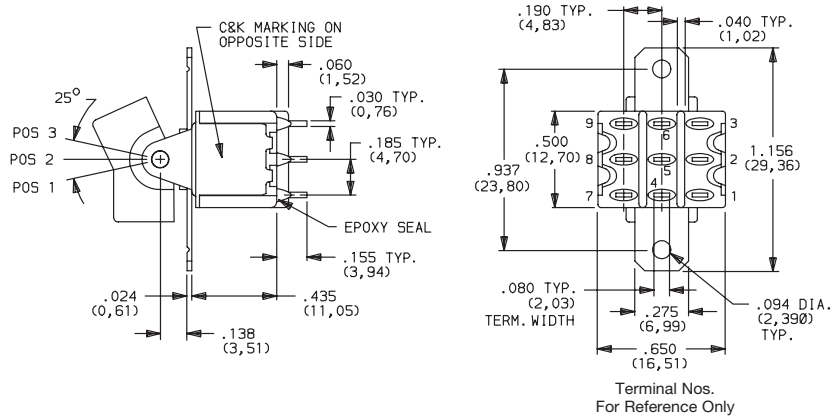 C&K MARKING ON
OPPOSITE SIDE
.060
(1,52)
.030 TYP.
(0,76)
25°
POS 3
POS 2
POS 1
.185 TYP.
(4,70)
EPOXY SEAL
.155 TYP.
(3,94)
.024
(0,61)
.435
(11,05)
.138
(3,51)
.190 TYP.
(4,83)
.040 TYP.
(1,02)
9
6
3
.500
(12,70)
1.156
(29,36)
.937
(23,80)
8
5
2
7
4
1
.080 TYP.
(2,03)
TERM. WIDTH
.275
(6,99)
.094 DIA.
(2,390)
TYP.
.650
(16,51)
Terminal Nos.
For Reference Only